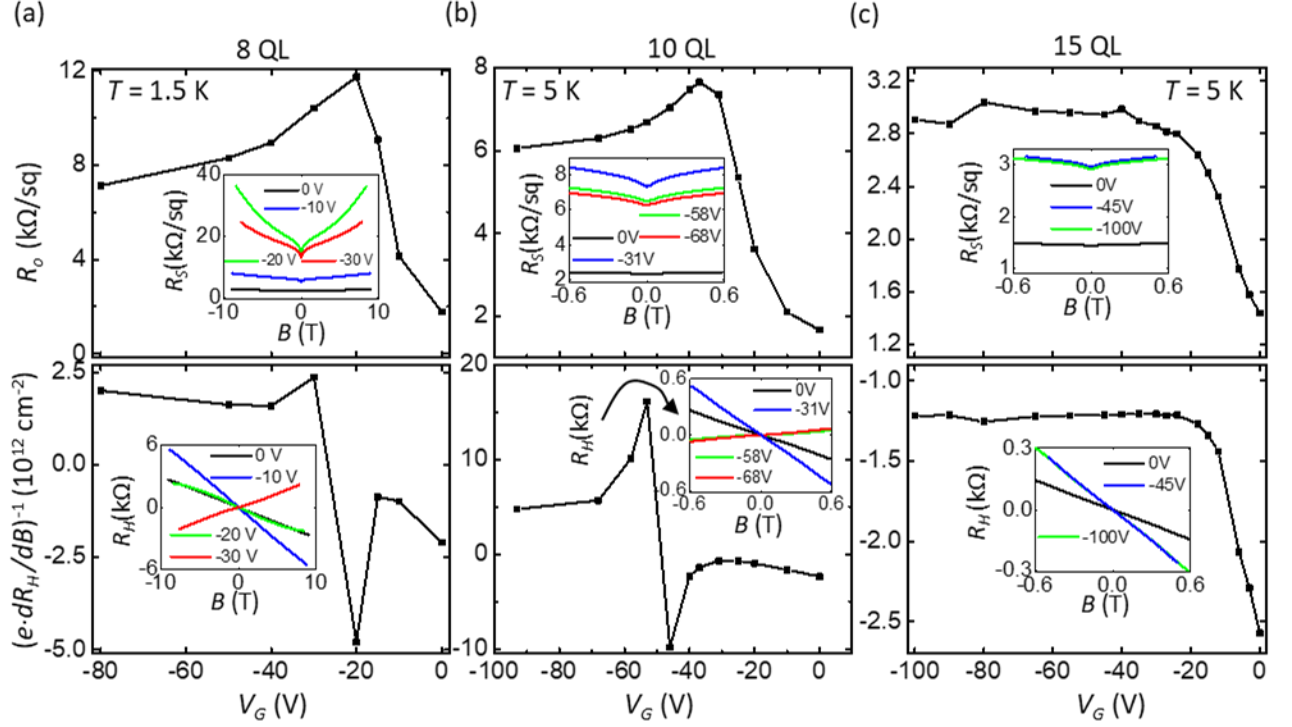 (a)
8 QL
T = 1.5 K
R₀ (kΩ/sq)
12
8
4
0
R_S(kΩ/sq)
40
20
0
0 V
-10 V
-20 V
-30 V
-10
0
10
B (T)
(e·dR_H/dB)⁻¹ (10¹² cm⁻²)
2.5
0.0
-2.5
-5.0
R_H(kΩ)
6
0
-6
0 V
-10 V
-20 V
-30 V
-10
0
10
B (T)
-80
-60
-40
-20
0
V_G (V)
(b)
10 QL
T = 5 K
8
6
4
2
R_S(kΩ/sq)
8
6
4
2
-58V
0V
-68V
-31V
-0.6
0.0
0.6
B (T)
20
15
10
5
0
-10
R_H(kΩ)
0.6
0.0
-0.6
0V
-31V
-58V
-68V
-0.6
0.0
0.6
B (T)
-80
-60
-40
-20
0
V_G (V)
(c)
15 QL
T = 5 K
3.2
2.8
2.4
2.0
1.6
1.2
R_S(kΩ/sq)
3
2
1
0V
-45V
-100V
-0.6
0.0
0.6
B (T)
-1.0
-1.5
-2.0
-2.5
R_H (kΩ)
0.3
0.0
-0.3
0V
-45V
-100V
-0.6
0.0
0.6
B (T)
-100
-80
-60
-40
-20
0
V_G (V)